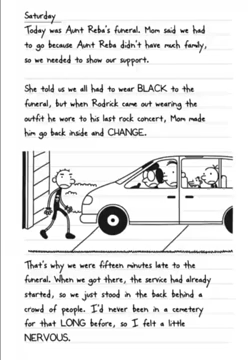 Saturday
Today was Aunt Reba's funeral. Mom said we had
to go because Aunt Reba didn't have much family,
so we needed to show our support.
She told us we all had to wear BLACK to the
funeral, but when Rodrick came out wearing the
outfit he wore to his last rock concert, Mom made
him go back inside and CHANGE.
That's why we were fifteen minutes late to the
funeral. When we got there, the service had already
started, so we just stood in the back behind a
crowd of people. I'd never been in a cemetery
for that LONG before, so I felt a little
NERVOUS.